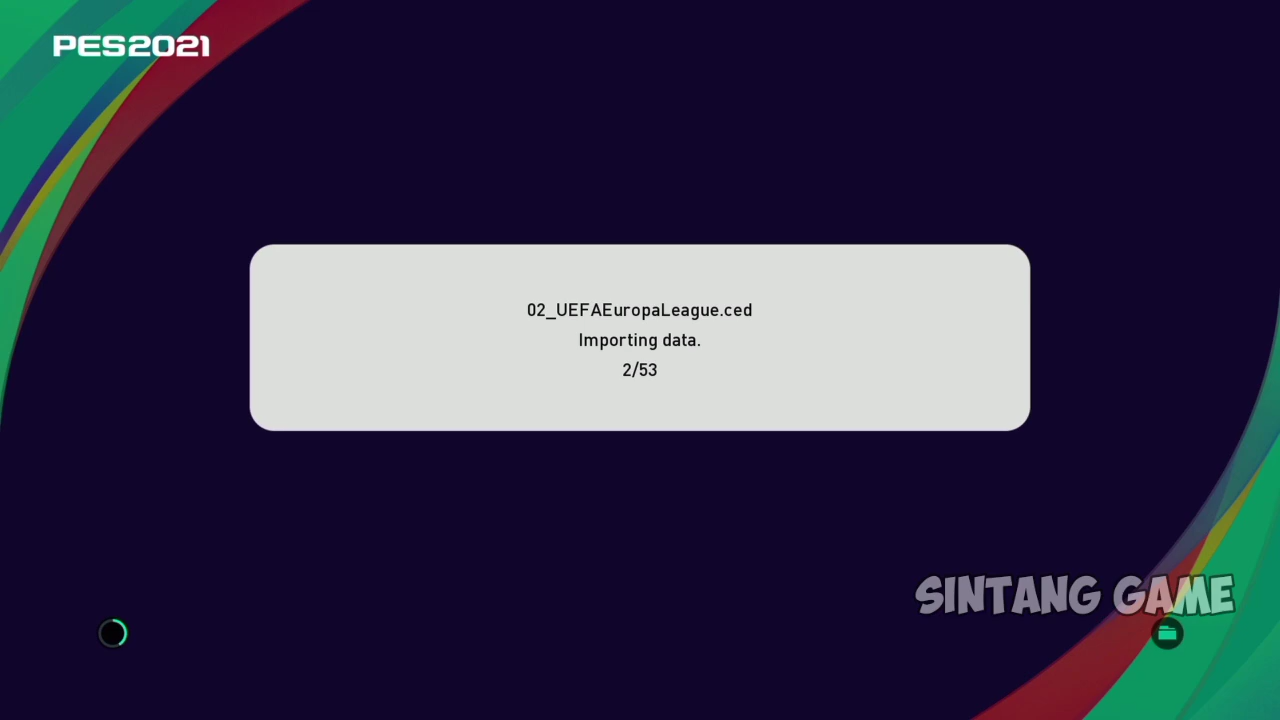 PES2021
02_UEFAEuropaLeague.ced
Importing data.
2/53
SINTANG GAME